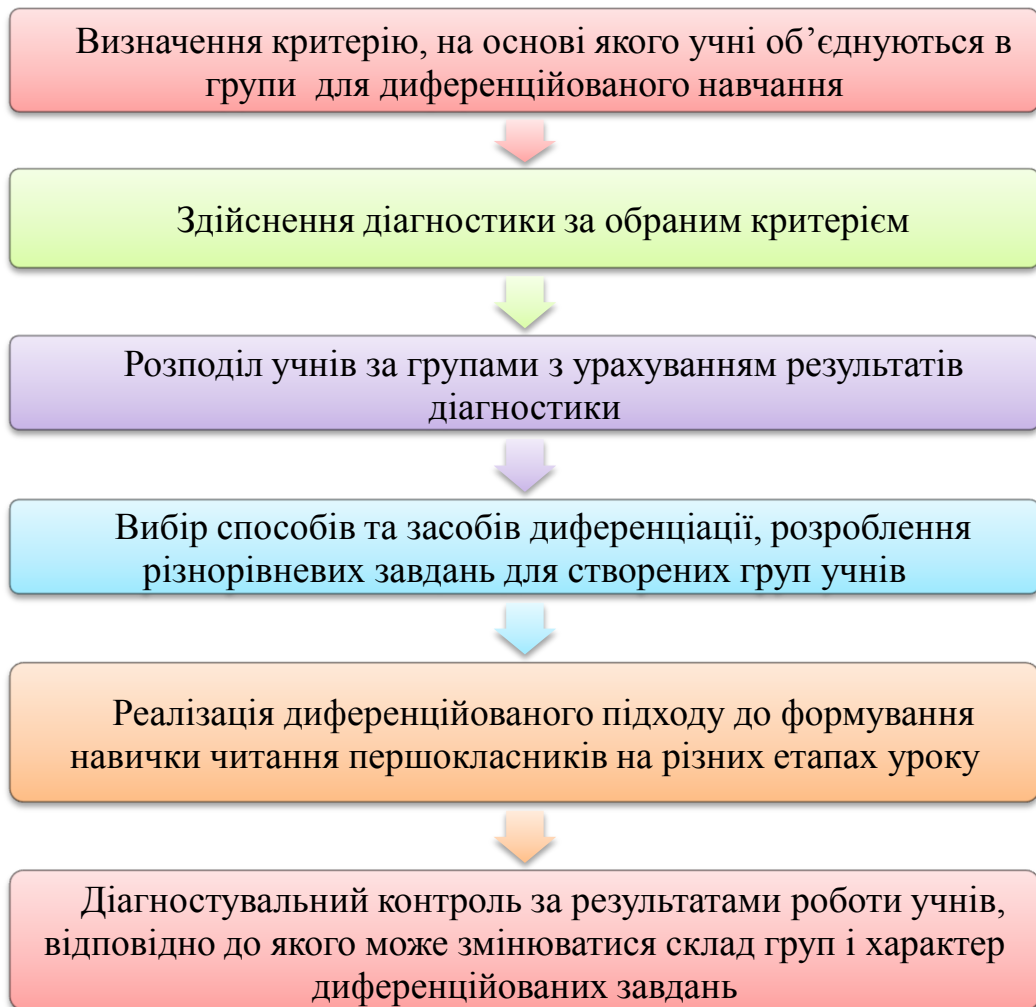 Визначення критерію, на основі якого учні об’єднуються в
групи для диференційованого навчання
Здійснення діагностики за обраним критерієм
Розподіл учнів за групами з урахуванням результатів
діагностики
Вибір способів та засобів диференціації, розроблення
різнорівневих завдань для створених груп учнів
Реалізація диференційованого підходу до формування
навички читання першокласників на різних етапах уроку
Діагностувальний контроль за результатами роботи учнів,
відповідно до якого може змінюватися склад груп і характер
диференційованих завдань